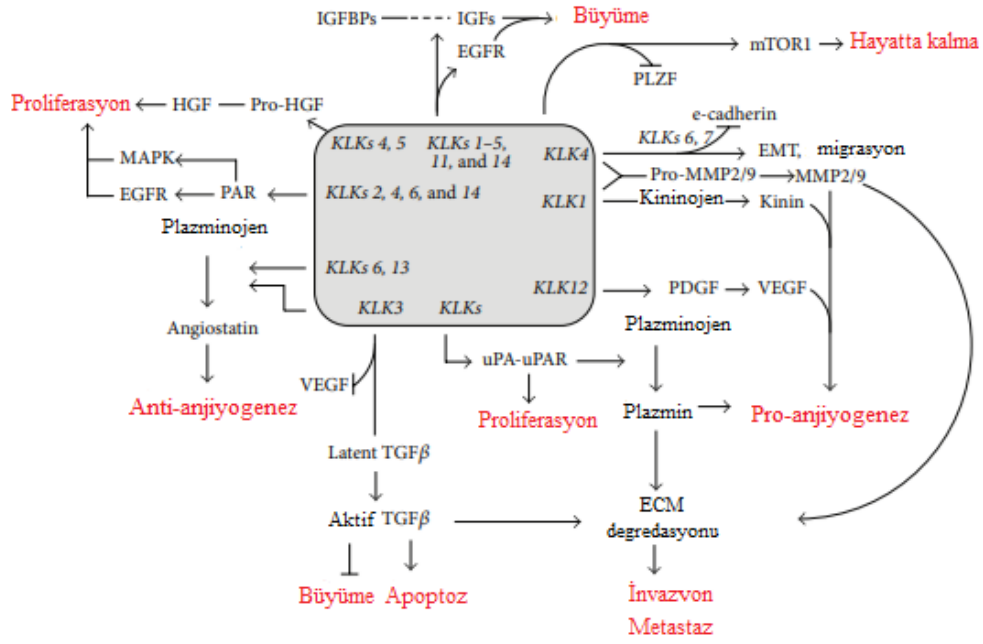 IGFBPs
IGFs
Büyüme
EGFR
mTOR1
Hayatta kalma
PLZF
Proliferasyon
HGF
Pro-HGF
e-cadherin
KLKs 4, 5
KLKs 1–5,
11, and 14
KLK4
KLKs 6, 7
EMT,
migrasyon
MAPK
Pro-MMP2/9
MMP2/9
EGFR
PAR
KLKs 2, 4, 6, and 14
KLK1
Kininojen
Kinin
Plazminojen
KLKs 6, 13
KLK12
PDGF
VEGF
KLK3
KLKs
Plazminojen
Angiostatin
uPA-uPAR
VEGF
Anti-anjiyogenez
Proliferasyon
Plazmin
Pro-anjiyogenez
Latent TGFβ
Aktif TGFβ
ECM
degredasyonu
Büyüme
Apoptoz
İnvazvon
Metastaz